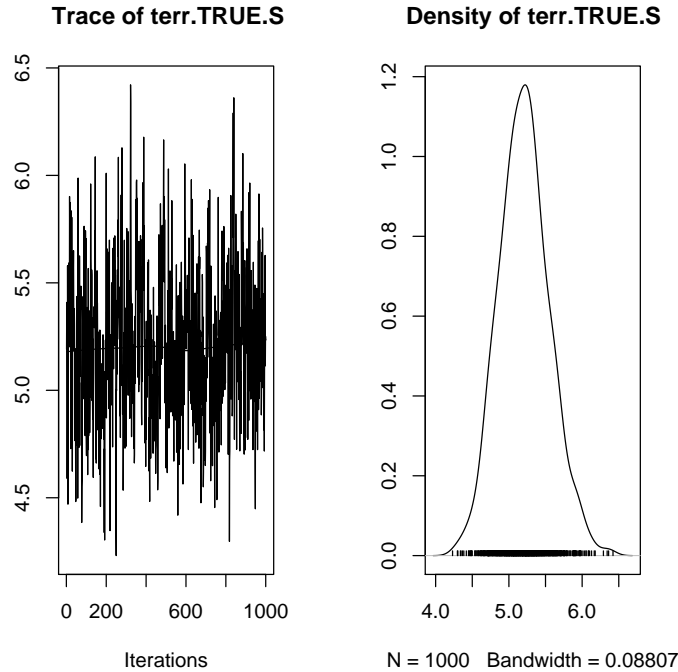 Trace of terr.TRUE.S
6.5
6.0
5.5
5.0
4.5
0 200 600 1000
Iterations
Density of terr.TRUE.S
1.2
1.0
0.8
0.6
0.4
0.2
0.0
4.0 5.0 6.0
N = 1000 Bandwidth = 0.08807